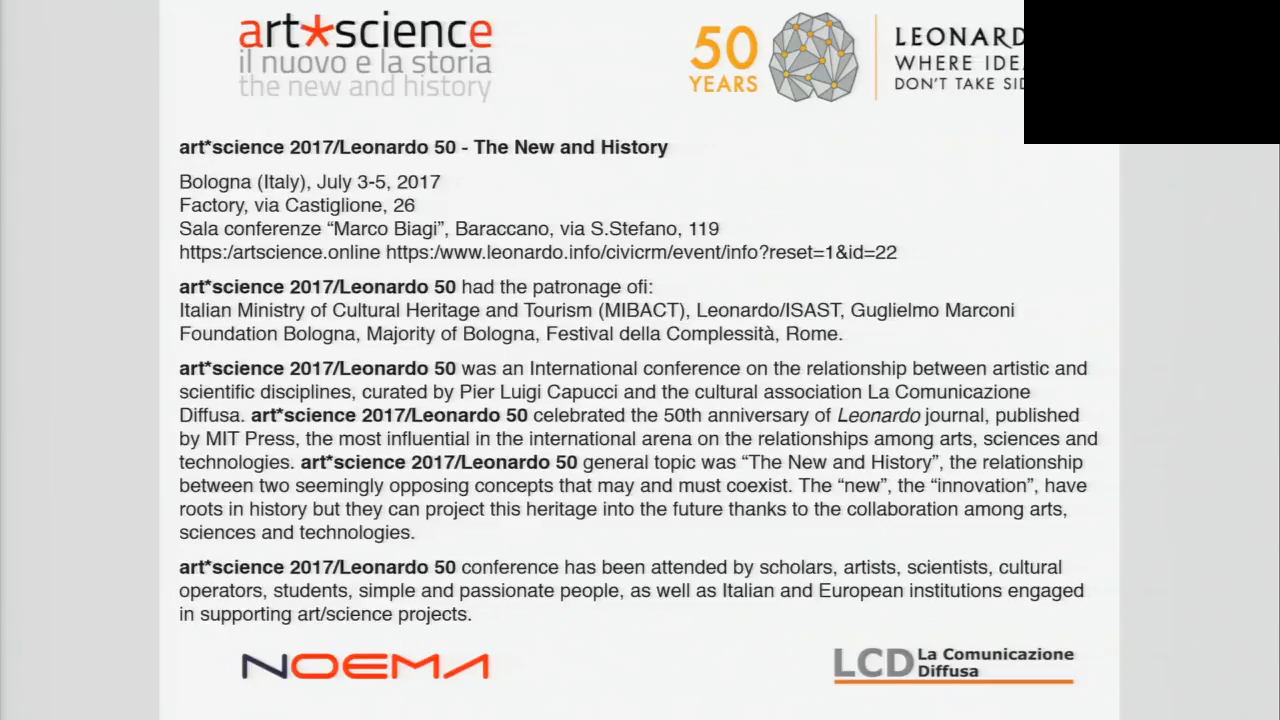 art*science
il nuovo e la storia
the new and history
50
YEARS
WHERE
DON'T TAKE
art*science 2017/Leonardo 50 - The New and History
Bologna (Italy), July 3-5, 2017
Factory, via Castiglione, 26
Sala conferenze “Marco Biagi”, Baraccano, via S.Stefano, 119
https:/artscience.online https:/www.leonardo.info/civicrm/event/info?reset=1&id=22
art*science 2017/Leonardo 50 had the patronage ofi:
Italian Ministry of Cultural Heritage and Tourism (MIBACT), Leonardo/ISAST, Guglielmo Marconi
Foundation Bologna, Majority of Bologna, Festival della Complessità, Rome.
art*science 2017/Leonardo 50 was an International conference on the relationship between artistic and
scientific disciplines, curated by Pier Luigi Capucci and the cultural association La Comunicazione
Diffusa. art*science 2017/Leonardo 50 celebrated the 50th anniversary of Leonardo journal, published
by MIT Press, the most influential in the international arena on the relationships among arts, sciences and
technologies. art*science 2017/Leonardo 50 general topic was “The New and History”, the relationship
between two seemingly opposing concepts that may and must coexist. The “new”, the “innovation”, have
roots in history but they can project this heritage into the future thanks to the collaboration among arts,
sciences and technologies.
art*science 2017/Leonardo 50 conference has been attended by scholars, artists, scientists, cultural
operators, students, simple and passionate people, as well as Italian and European institutions engaged
in supporting art/science projects.
NOEMA
LCD La Comunicazione
Diffusa